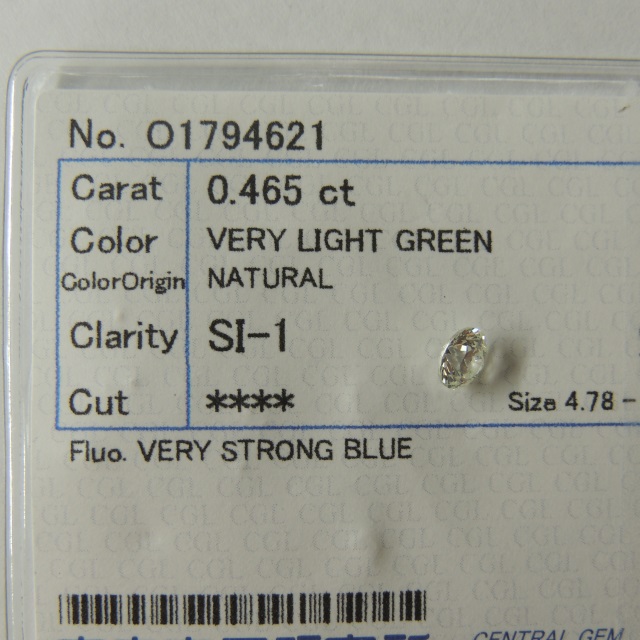 No. O1794621
Carat 0.465 ct
Color VERY LIGHT GREEN
ColorOrigin NATURAL
Clarity SI-1
Cut ****
Size 4.78 -
Fluo. VERY STRONG BLUE
CENTRAL GEM